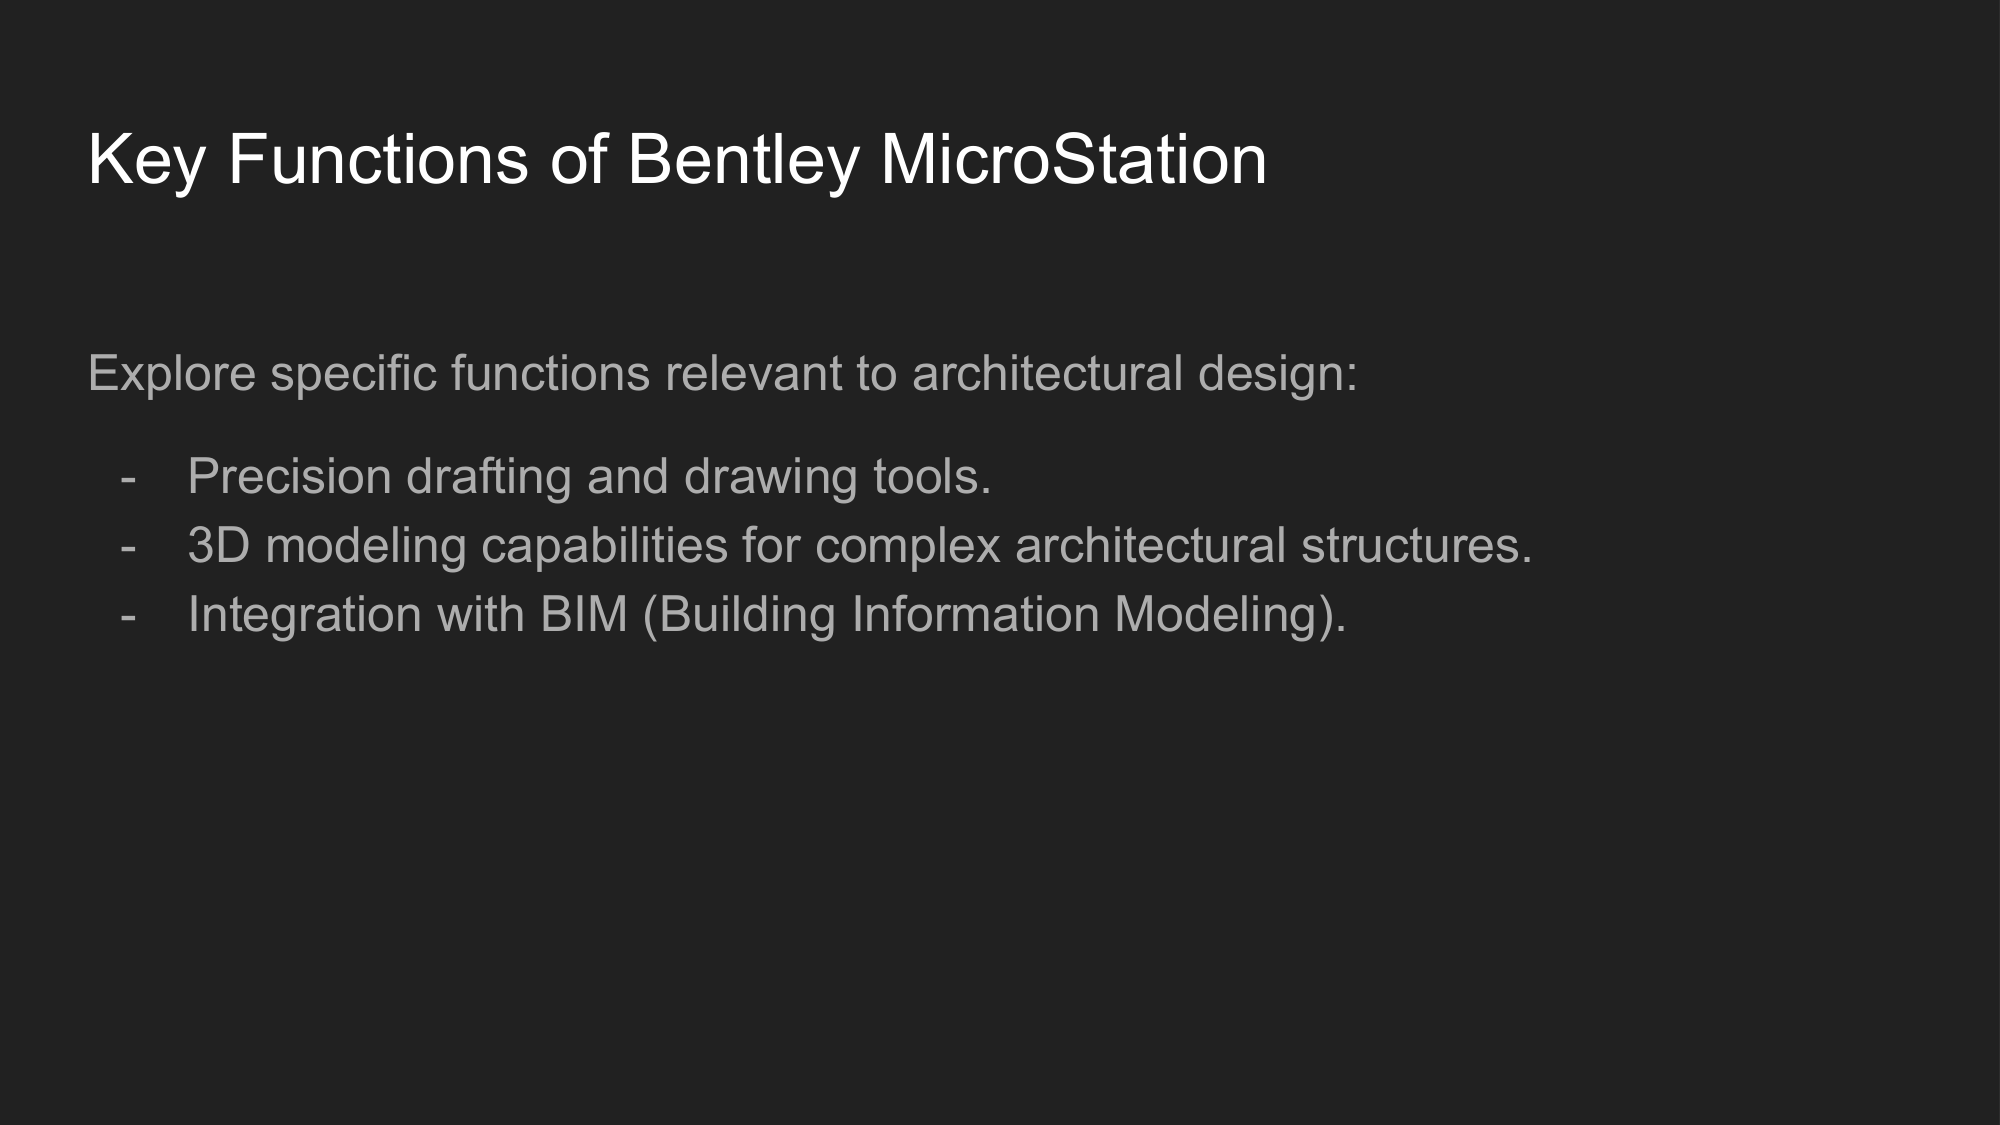 Key Functions of Bentley MicroStation
Explore specific functions relevant to architectural design:
- Precision drafting and drawing tools.
- 3D modeling capabilities for complex architectural structures.
- Integration with BIM (Building Information Modeling).